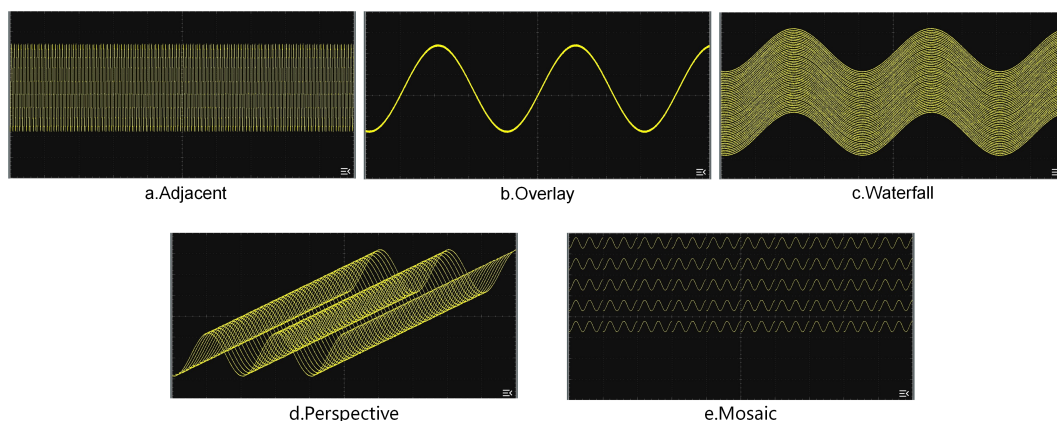 a.Adjacent
b.Overlay
c.Waterfall
d.Perspective
e.Mosaic